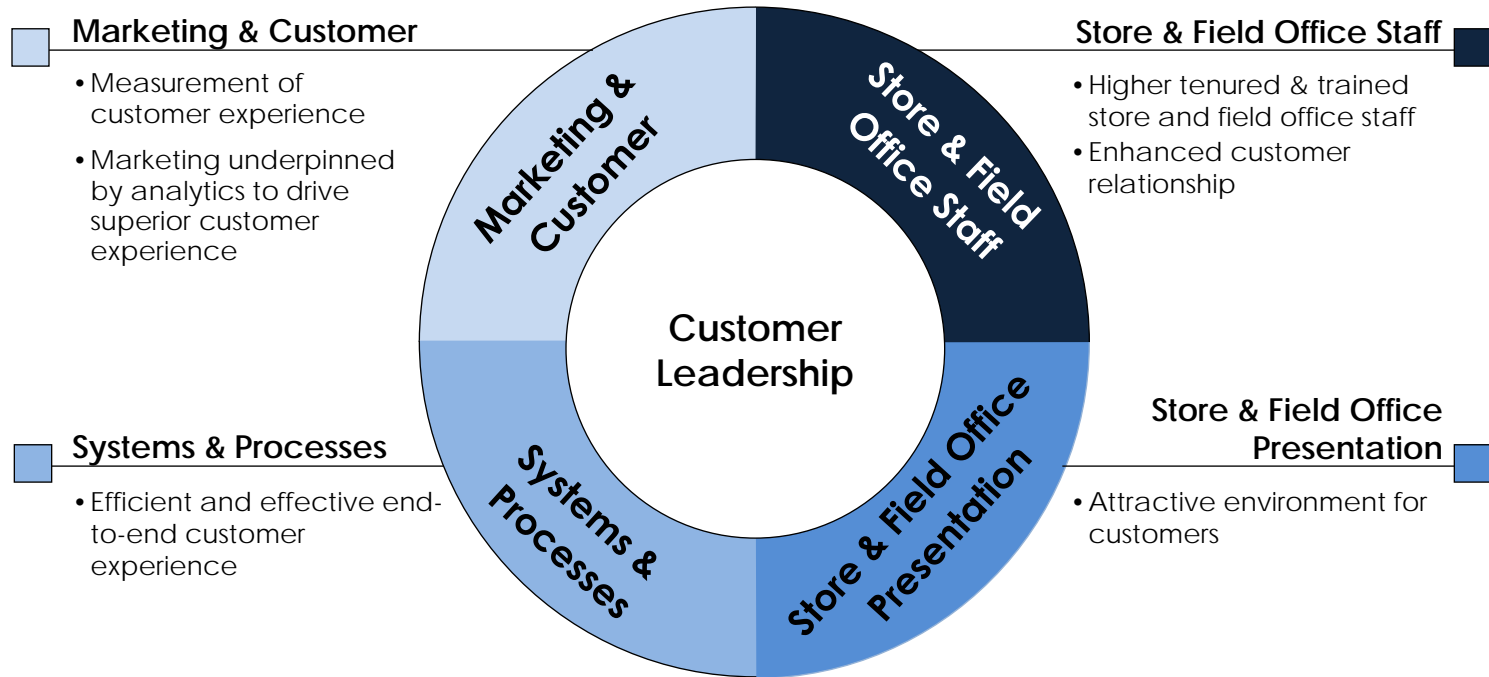 Marketing & Customer
• Measurement of
customer experience
• Marketing underpinned
by analytics to drive
superior customer
experience
Store & Field Office Staff
• Higher tenured & trained
store and field office staff
• Enhanced customer
relationship
Marketing &
Customer
Store & Field
Office Staff
Customer
Leadership
Systems & Processes
• Efficient and effective end-
to-end customer
experience
Systems &
Processes
Store & Field Office
Presentation
Store & Field Office
Presentation
• Attractive environment for
customers